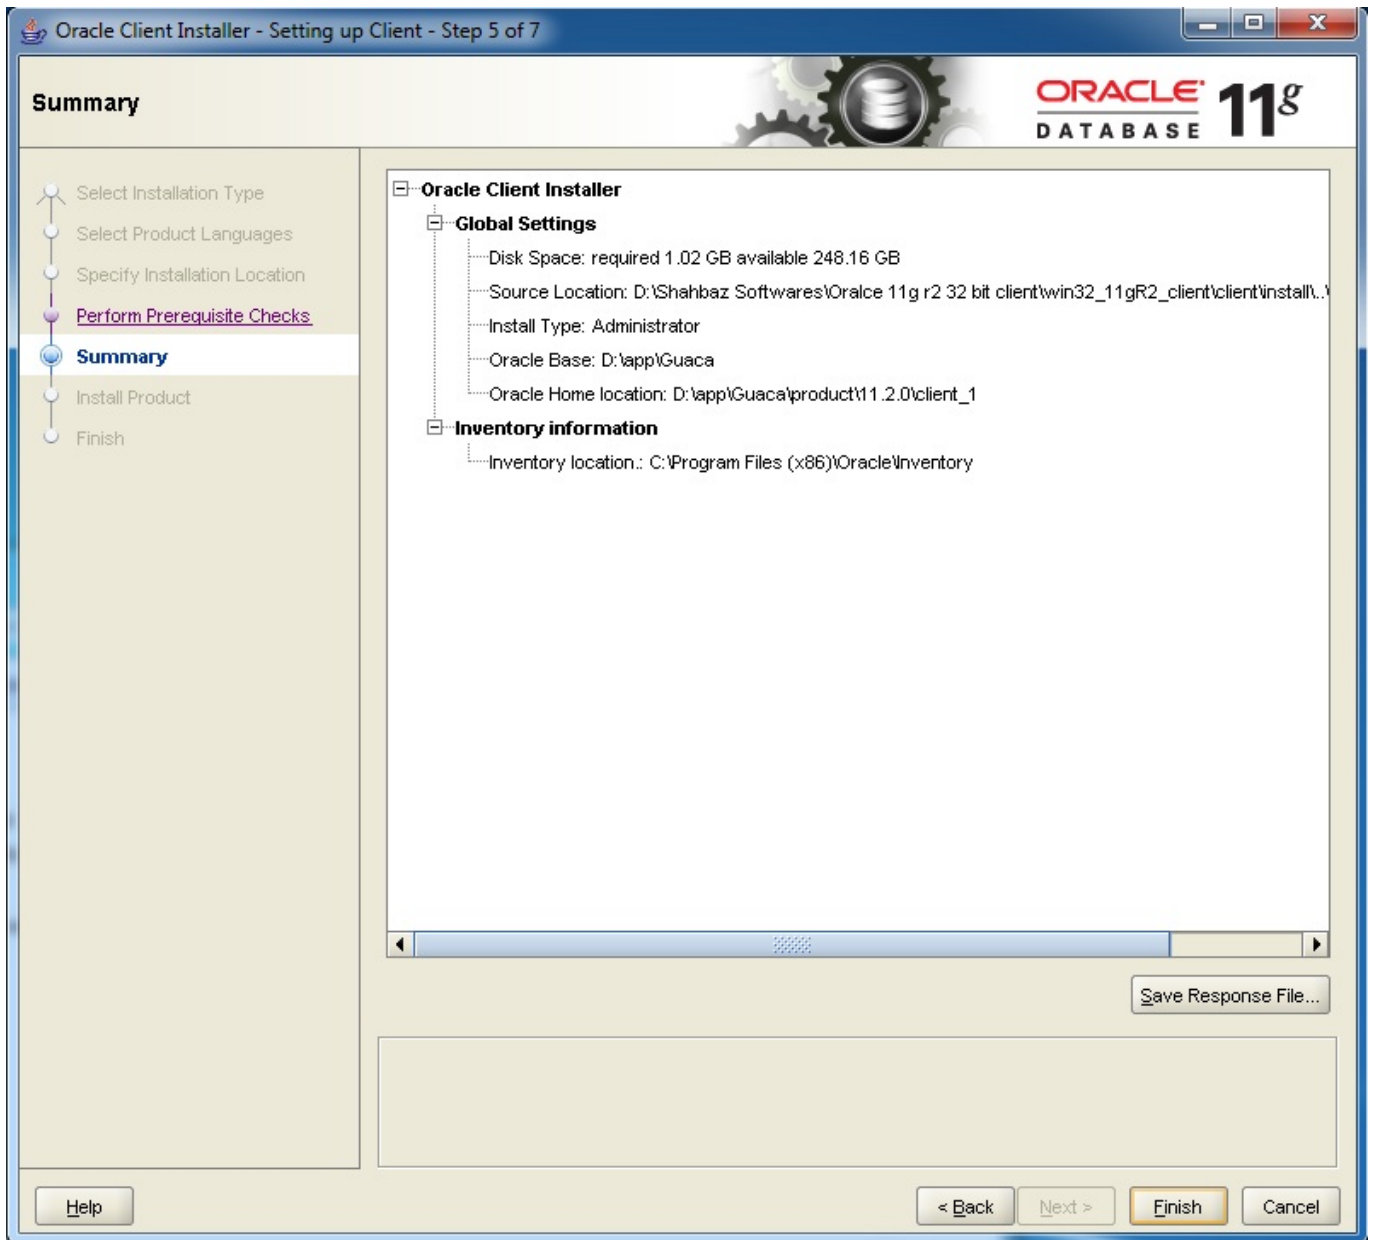 Oracle Client Installer - Setting up Client - Step 5 of 7
Summary
ORACLE
DATABASE
11g
Select Installation Type
Select Product Languages
Specify Installation Location
Perform Prerequisite Checks
Summary
Install Product
Finish
Oracle Client Installer
Global Settings
Disk Space: required 1.02 GB available 248.16 GB
Source Location: D:\Shahbaz Softwares\Oralce 11g r2 32 bit client\win32_11gR2_client\client\install\..\
Install Type: Administrator
Oracle Base: D:\app\Guaca
Oracle Home location: D:\app\Guaca\product\11.2.0\client_1
Inventory information
Inventory location.: C:\Program Files (x86)\Oracle\Inventory
Save Response File...
Help
< Back
Next >
Finish
Cancel